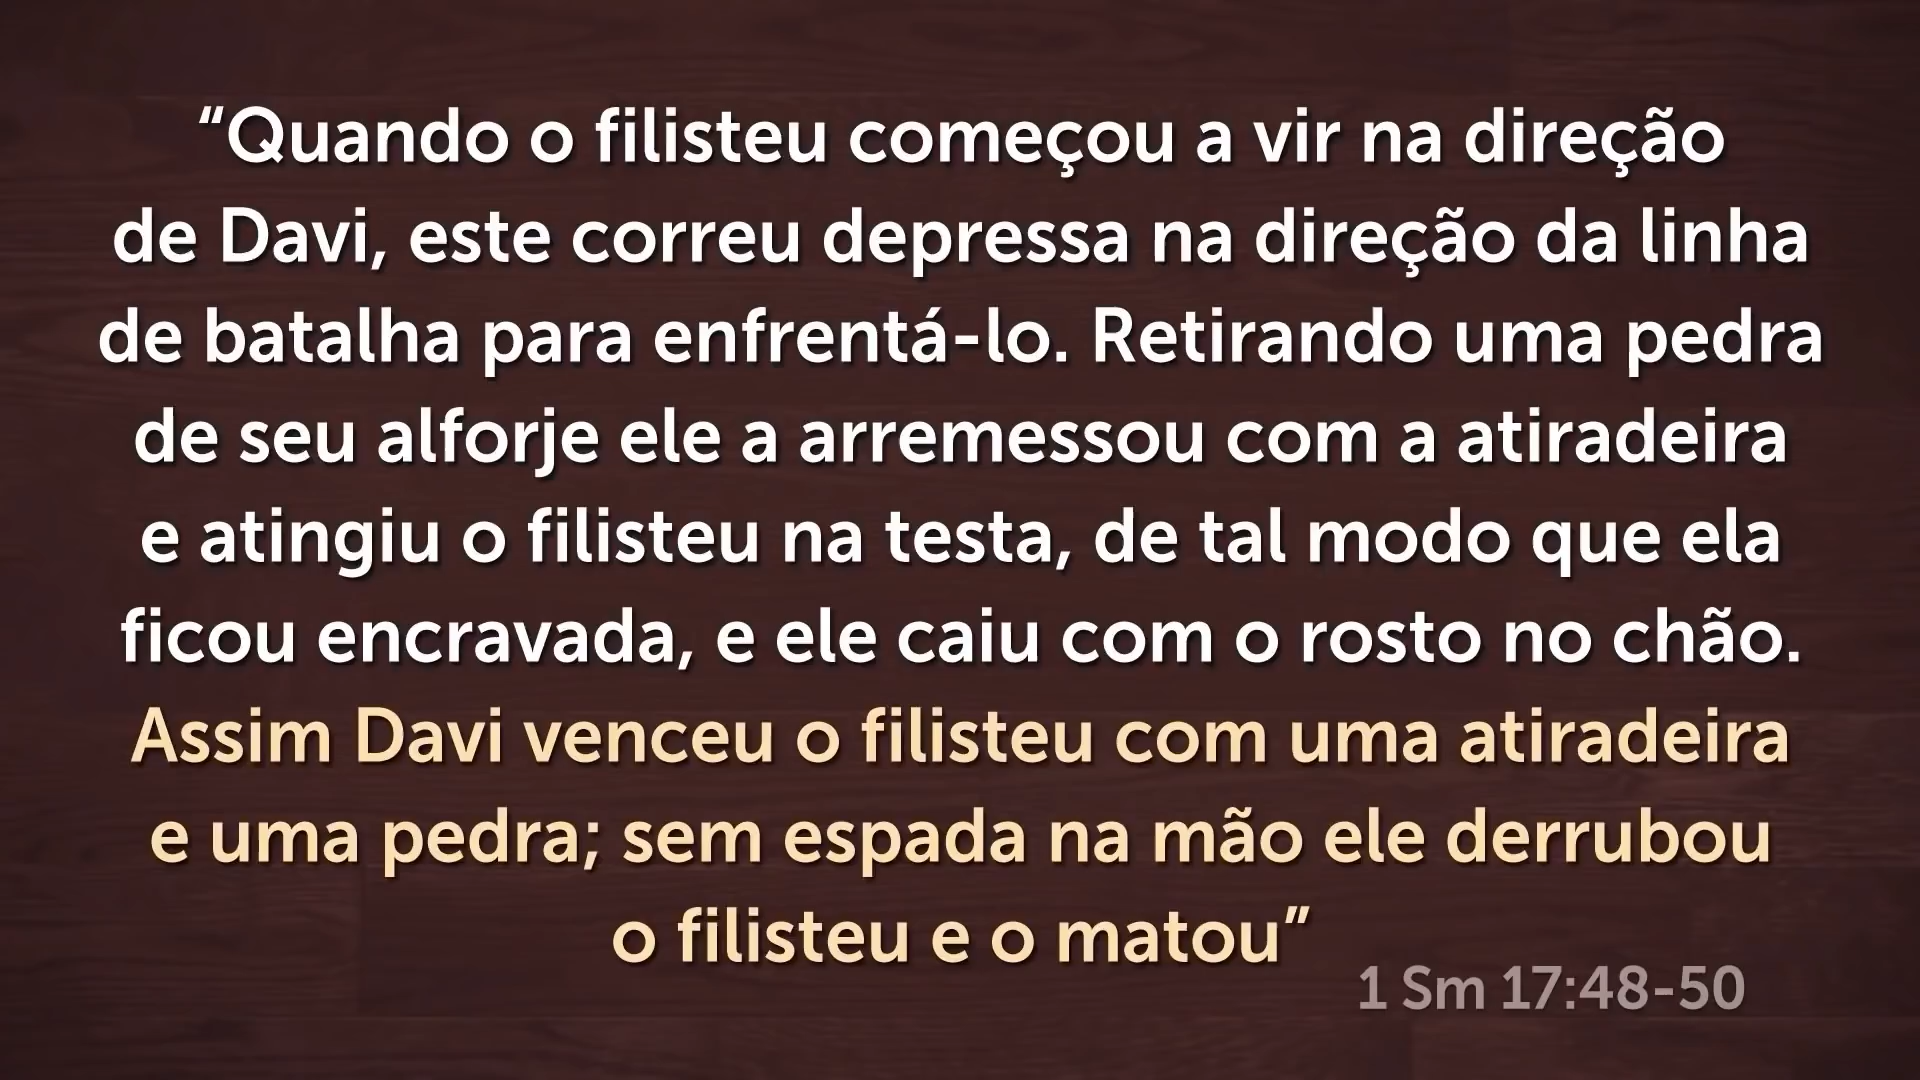 “Quando o filisteu começou a vir na direção
de Davi, este correu depressa na direção da linha
de batalha para enfrentá-lo. Retirando uma pedra
de seu alforje ele a arremessou com a atiradeira
e atingiu o filisteu na testa, de tal modo que ela
ficou encravada, e ele caiu com o rosto no chão.
Assim Davi venceu o filisteu com uma atiradeira
e uma pedra; sem espada na mão ele derrubou
o filisteu e o matou”
1 Sm 17:48-50